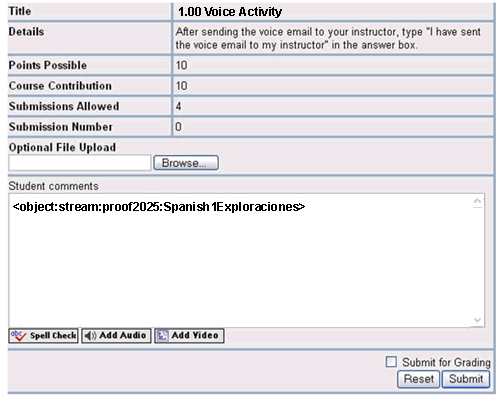 Title 1.00 Voice Activity
Details After sending the voice email to your instructor, type "I have sent
the voice email to my instructor" in the answer box.
Points Possible 10
Course Contribution 10
Submissions Allowed 4
Submission Number 0
Optional File Upload
Browse...
Student comments
<object:stream:proof2025:Spanish1Exploraciones>
abc Spell Check Add Audio Add Video
Submit for Grading
Reset Submit